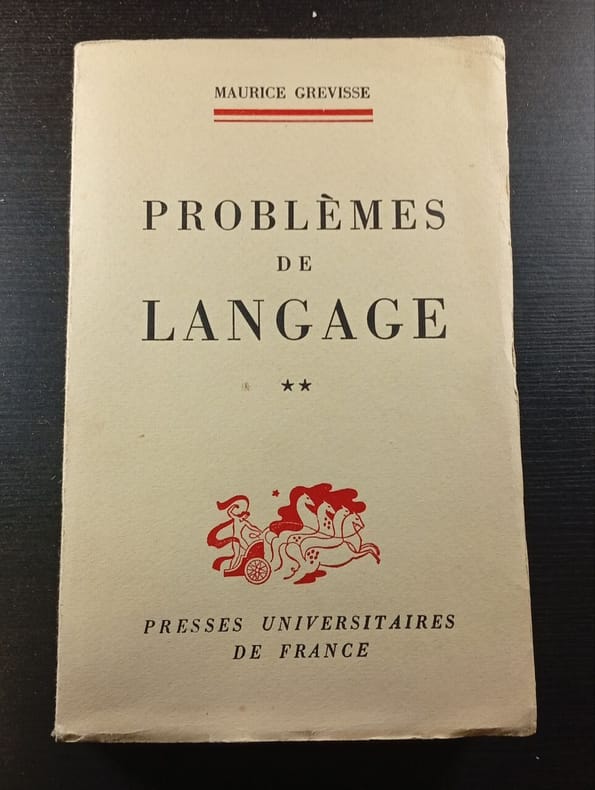 MAURICE GREVISSE
PROBLÈMES
DE
LANGAGE
★★
PRESSES UNIVERSITAIRES
DE FRANCE